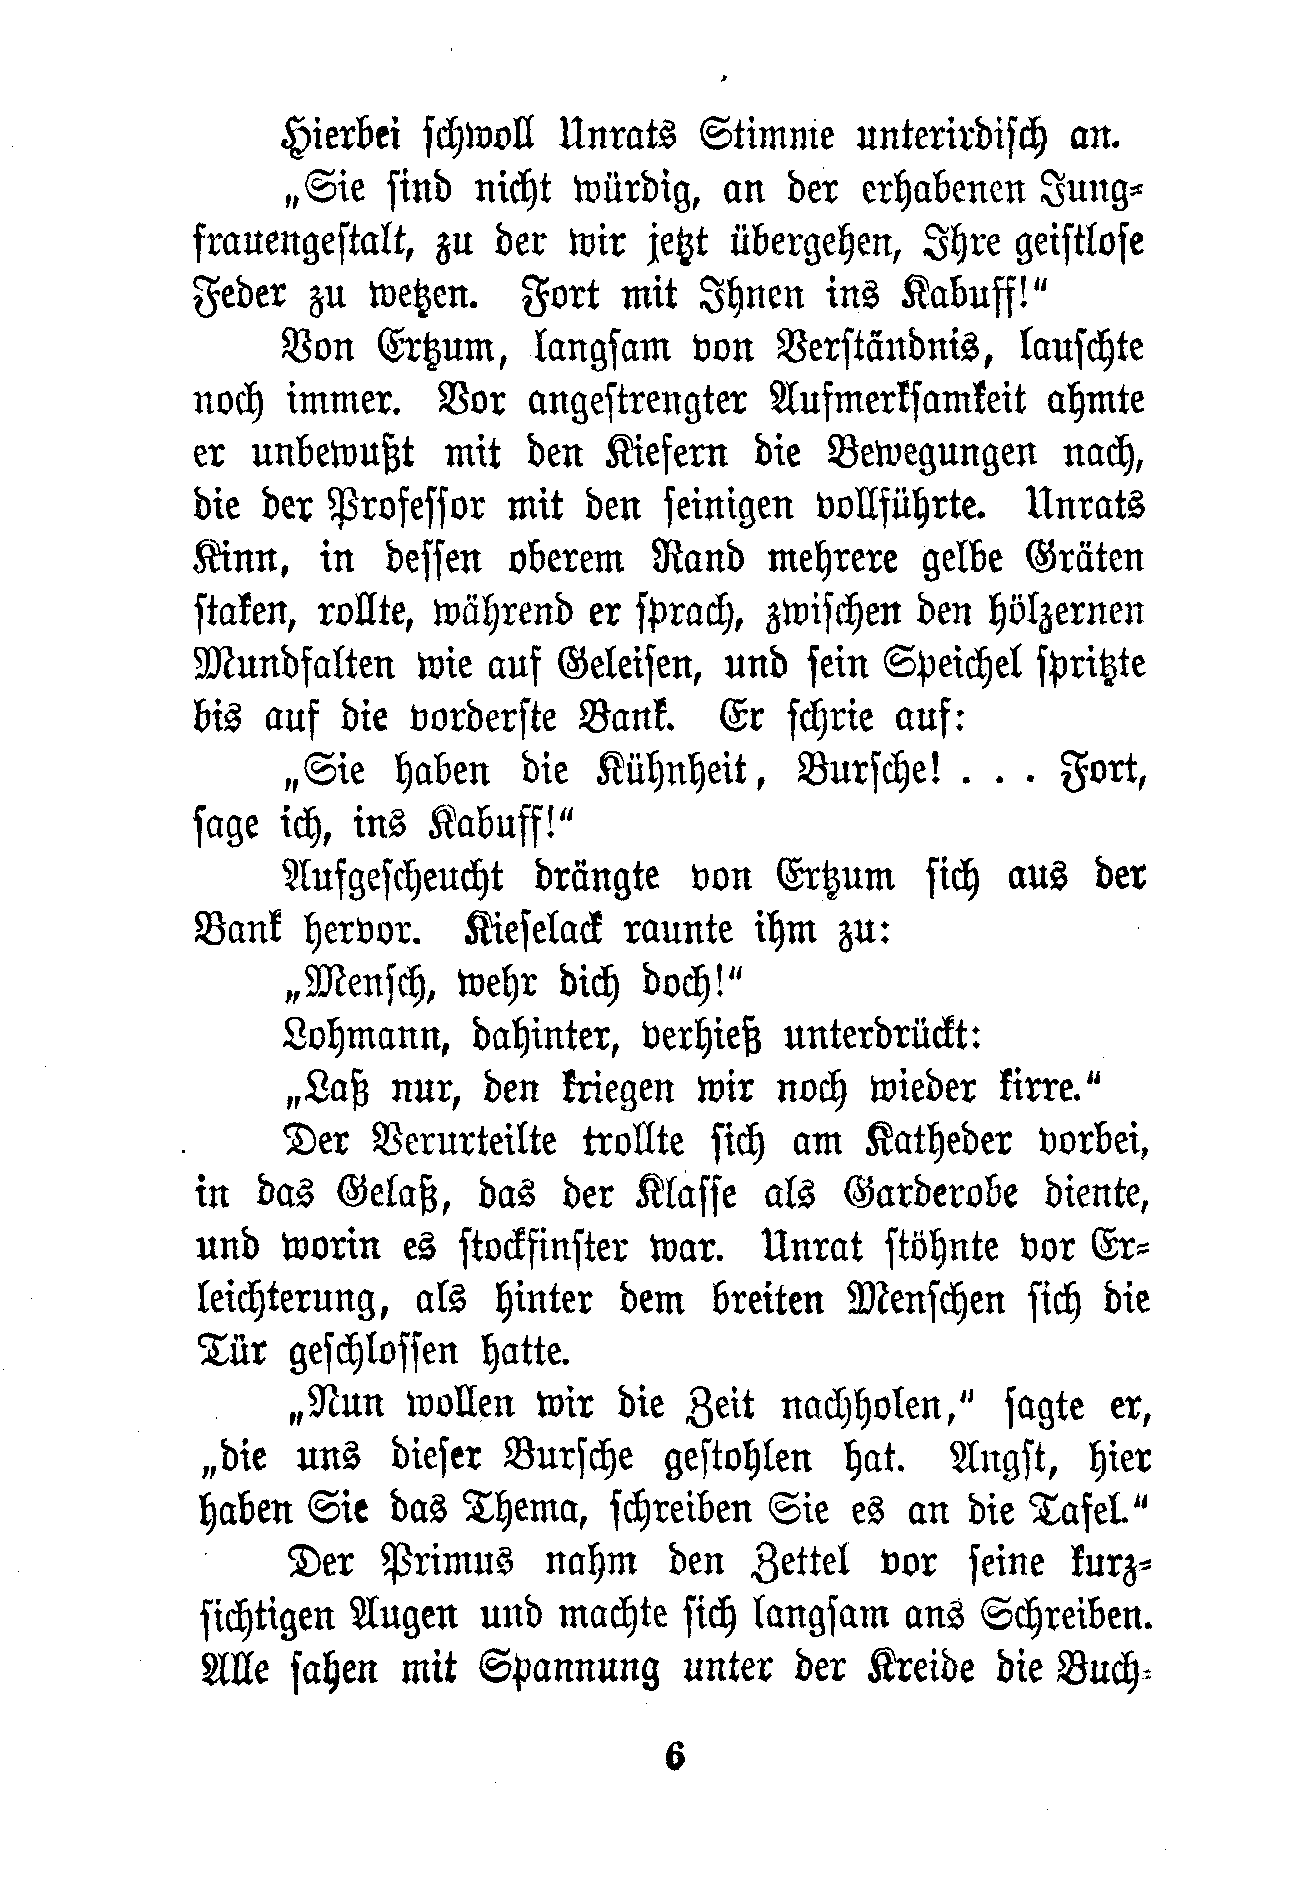 Hierbei schwoll Unrats Stimme unterirdisch an.
„Sie sind nicht würdig, an der erhabenen Jung-
frauengestalt, zu der wir jetzt übergehen, Ihre geistlose
Feder zu wetzen. Fort mit Ihnen ins Kabuff!“
Von Ertzum, langsam von Verständnis, lauschte
noch immer. Vor angestrengter Aufmerksamkeit ahmte
er unbewußt mit den Kiefern die Bewegungen nach,
die der Professor mit den seinigen vollführte. Unrats
Kinn, in dessen oberem Rand mehrere gelbe Gräten
staken, rollte, während er sprach, zwischen den hölzernen
Mundfalten wie auf Geleisen, und sein Speichel spritzte
bis auf die vorderste Bank. Er schrie auf:
„Sie haben die Kühnheit, Bursche! . . . Fort,
sage ich, ins Kabuff!“
Aufgescheucht drängte von Ertzum sich aus der
Bank hervor. Kieselack raunte ihm zu:
„Mensch, wehr dich doch!“
Lohmann, dahinter, verhieß unterdrückt:
„Laß nur, den kriegen wir noch wieder kirre.“
Der Verurteilte trollte sich am Katheder vorbei,
in das Gelaß, das der Klasse als Garderobe diente,
und worin es stockfinster war. Unrat stöhnte vor Er-
leichterung, als hinter dem breiten Menschen sich die
Tür geschlossen hatte.
„Nun wollen wir die Zeit nachholen,“ sagte er,
„die uns dieser Bursche gestohlen hat. Angst, hier
haben Sie das Thema, schreiben Sie es an die Tafel.“
Der Primus nahm den Zettel vor seine kurz-
sichtigen Augen und machte sich langsam ans Schreiben.
Alle sahen mit Spannung unter der Kreide die Buch-
6